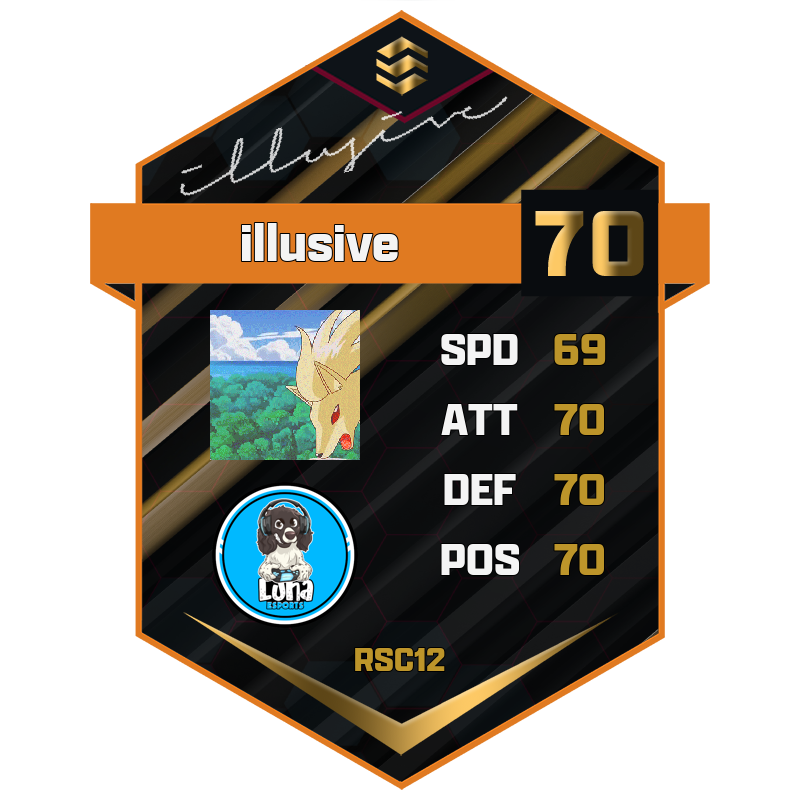 illusive
illusive 70
SPD 69
ATT 70
DEF 70
POS 70
Luna
ESPORTS
RSC12